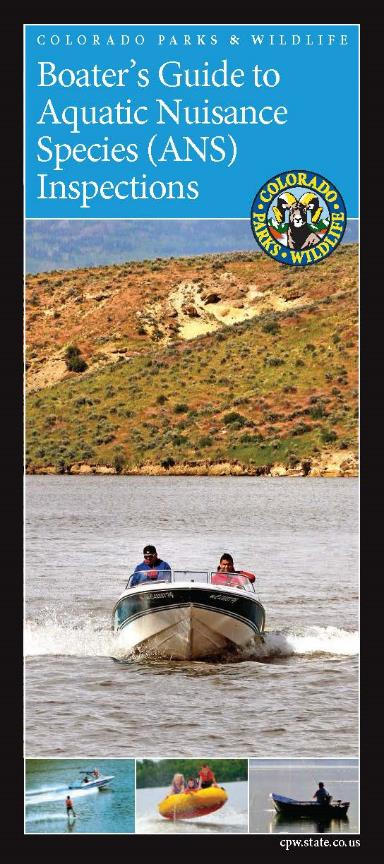 COLORADO PARKS & WILDLIFE
Boater's Guide to
Aquatic Nuisance
Species (ANS)
Inspections
COLORADO
PARKS • WILDLIFE
cpw.state.co.us